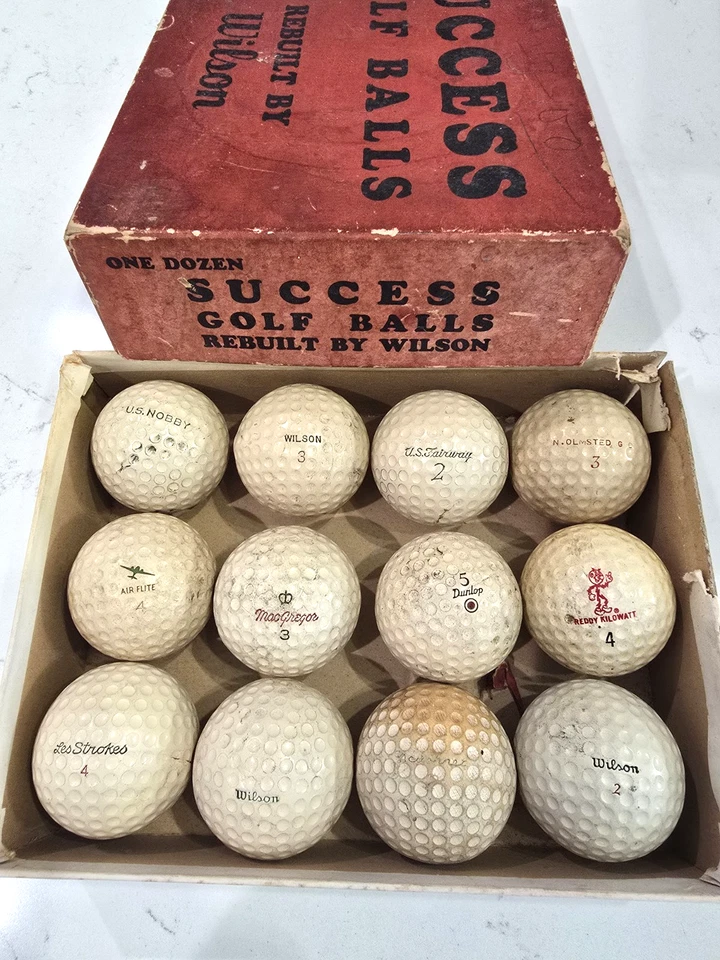 SUCCESS
LF BALLS
REBUILT BY
Wilson
ONE DOZEN
SUCCESS
GOLF BALLS
REBUILT BY WILSON
U.S. NOBBY
WILSON
3
U.S. Fairway
2
N. OLMSTED, G
3
AIR FLITE
4
MacGregor
3
5
Dunlop
REDDY KILOWATT
®
4
Les Strokes
4
Wilson
Wilson
2